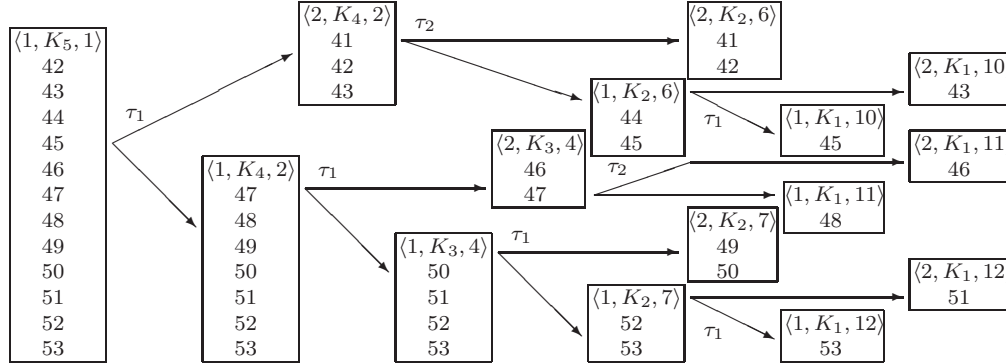 ⟨1, K₅, 1⟩
42
43
44
45
46
47
48
49
50
51
52
53
τ₁
⟨2, K₄, 2⟩
41
42
43
τ₂
⟨1, K₄, 2⟩
47
48
49
50
51
52
53
τ₁
⟨2, K₂, 6⟩
41
42
⟨1, K₂, 6⟩
44
45
τ₁
⟨2, K₁, 10
43
⟨1, K₁, 10⟩
45
⟨2, K₃, 4⟩
46
47
τ₂
⟨2, K₁, 11
46
⟨1, K₁, 11⟩
48
⟨1, K₃, 4⟩
50
51
52
53
τ₁
⟨2, K₂, 7⟩
49
50
⟨1, K₂, 7⟩
52
53
τ₁
⟨2, K₁, 12
51
⟨1, K₁, 12⟩
53